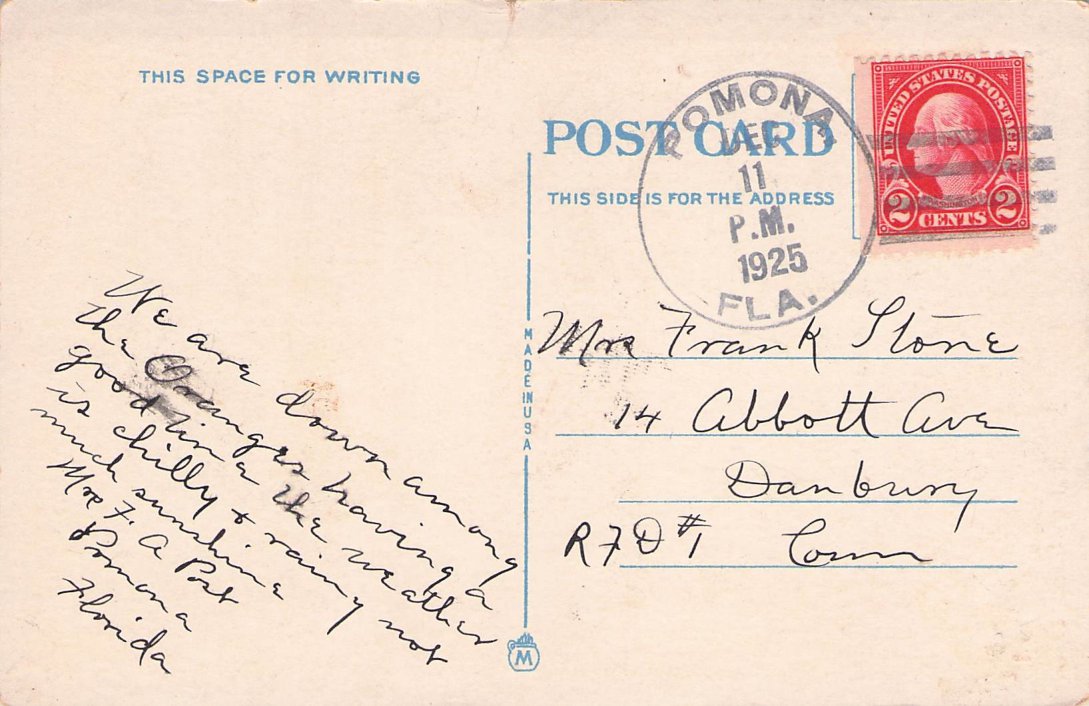 THIS SPACE FOR WRITING
POST CARD
THIS SIDE IS FOR THE ADDRESS
MADE IN USA
POMONA,
DEC
11
P.M.
1925
FLA.
UNITED STATES POSTAGE
WASHINGTON
2 CENTS 2
We are down among
the Oranges having a
good time the weather
is chilly & rainy not
much sunshine
Mrs F. A Post
Pomona
Florida
Mrs Frank Stone
14 Abbott Ave
Danbury
RFD #1 Conn
M